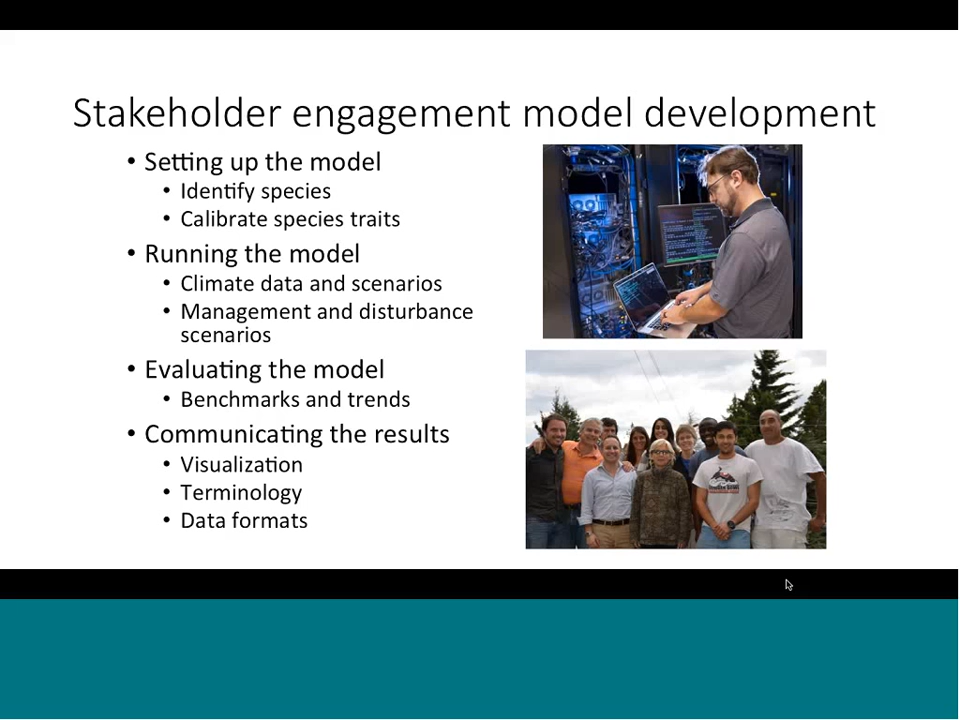 Stakeholder engagement model development
• Setting up the model
• Identify species
• Calibrate species traits
• Running the model
• Climate data and scenarios
• Management and disturbance
scenarios
• Evaluating the model
• Benchmarks and trends
• Communicating the results
• Visualization
• Terminology
• Data formats